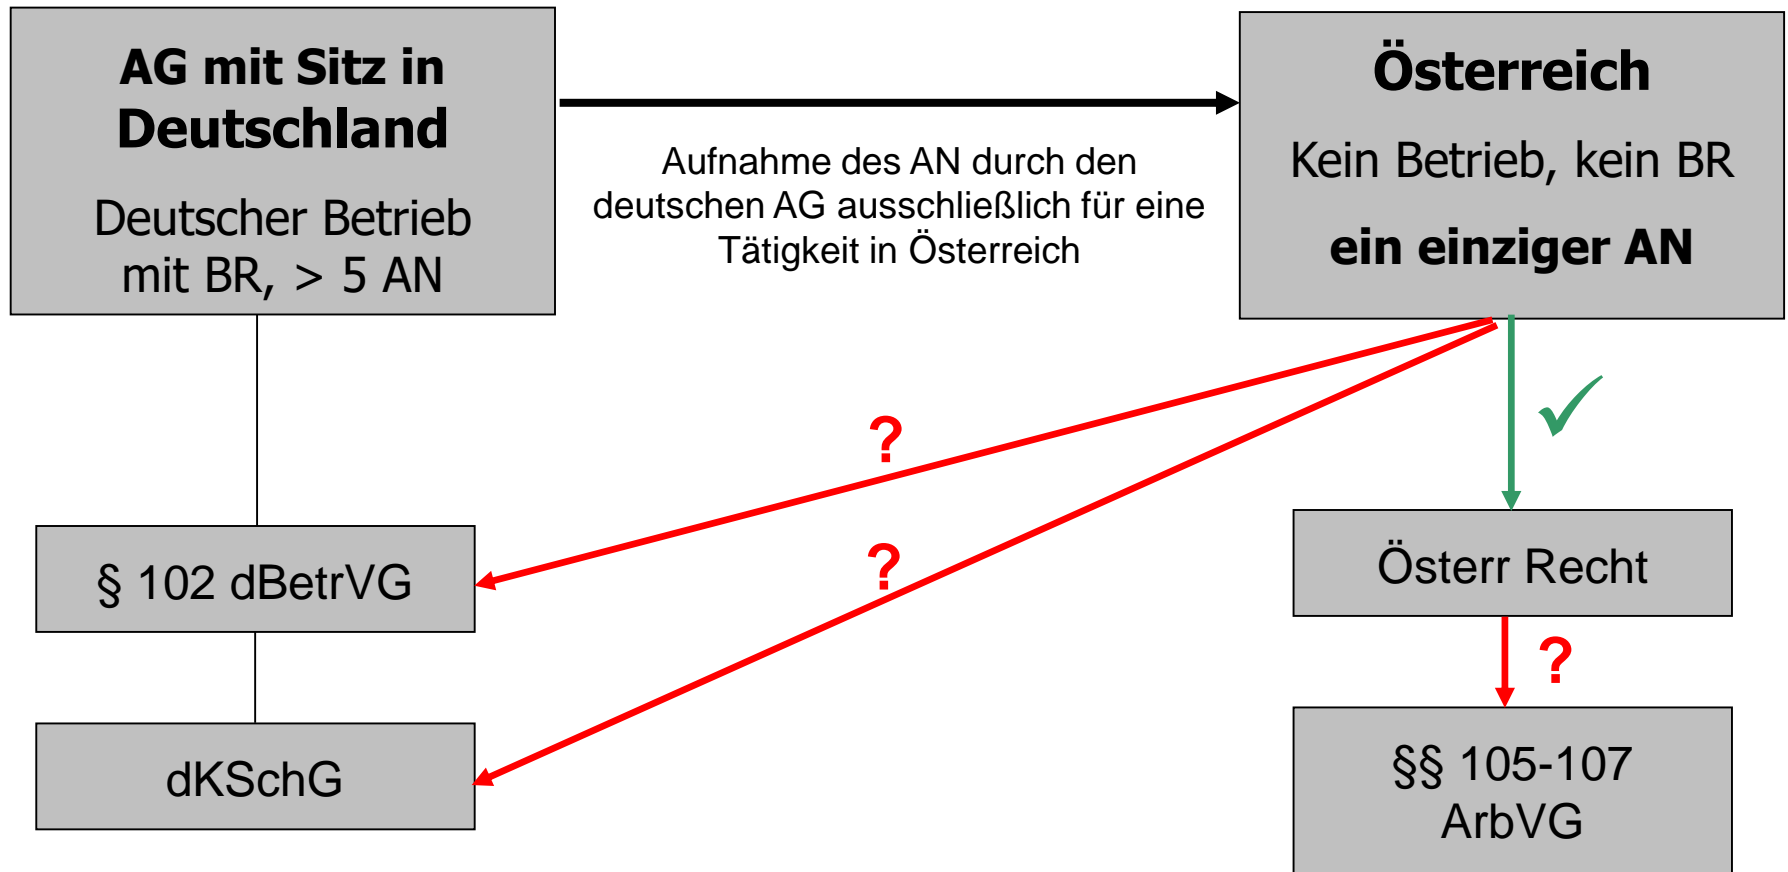 AG mit Sitz in
Deutschland
Deutscher Betrieb
mit BR, > 5 AN
Aufnahme des AN durch den
deutschen AG ausschließlich für eine
Tätigkeit in Österreich
Österreich
Kein Betrieb, kein BR
ein einziger AN
?
?
§ 102 dBetrVG
dKSchG
Österr Recht
?
§§ 105-107
ArbVG